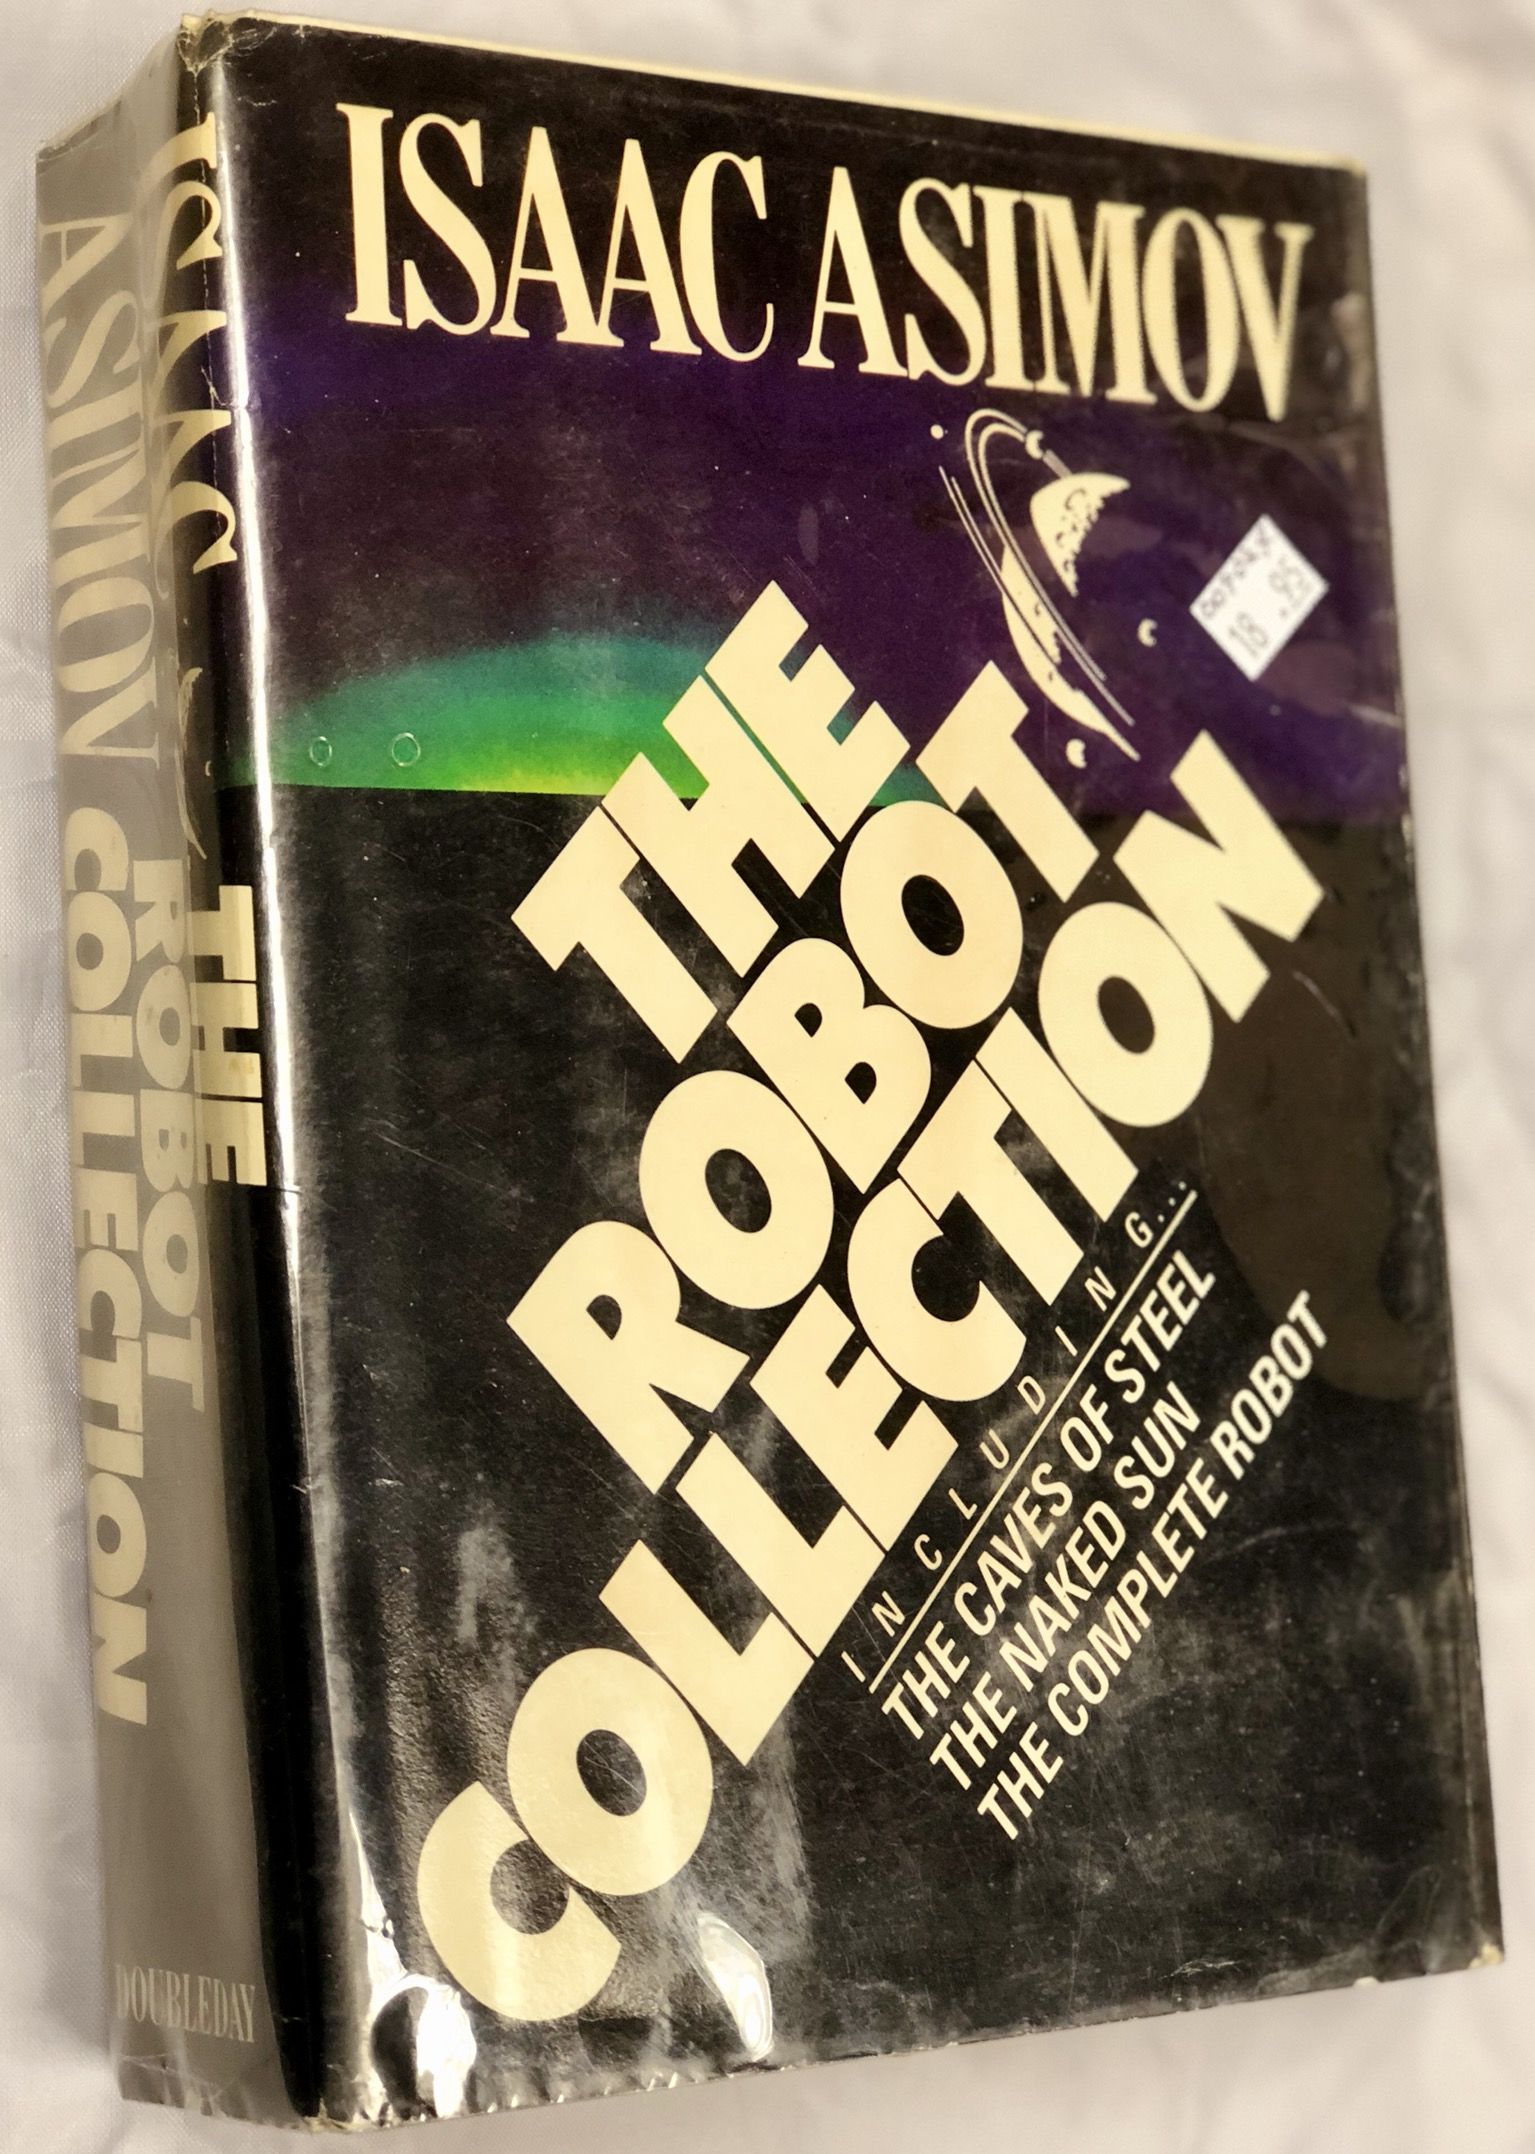 ISAAC ASIMOV
THE
ROBOT
COLLECTION
INCLUDING...
THE CAVES OF STEEL
THE NAKED SUN
THE COMPLETE ROBOT
18.95
ISAAC
ASIMOV
THE
ROBOT
COLLECTION
DOUBLEDAY